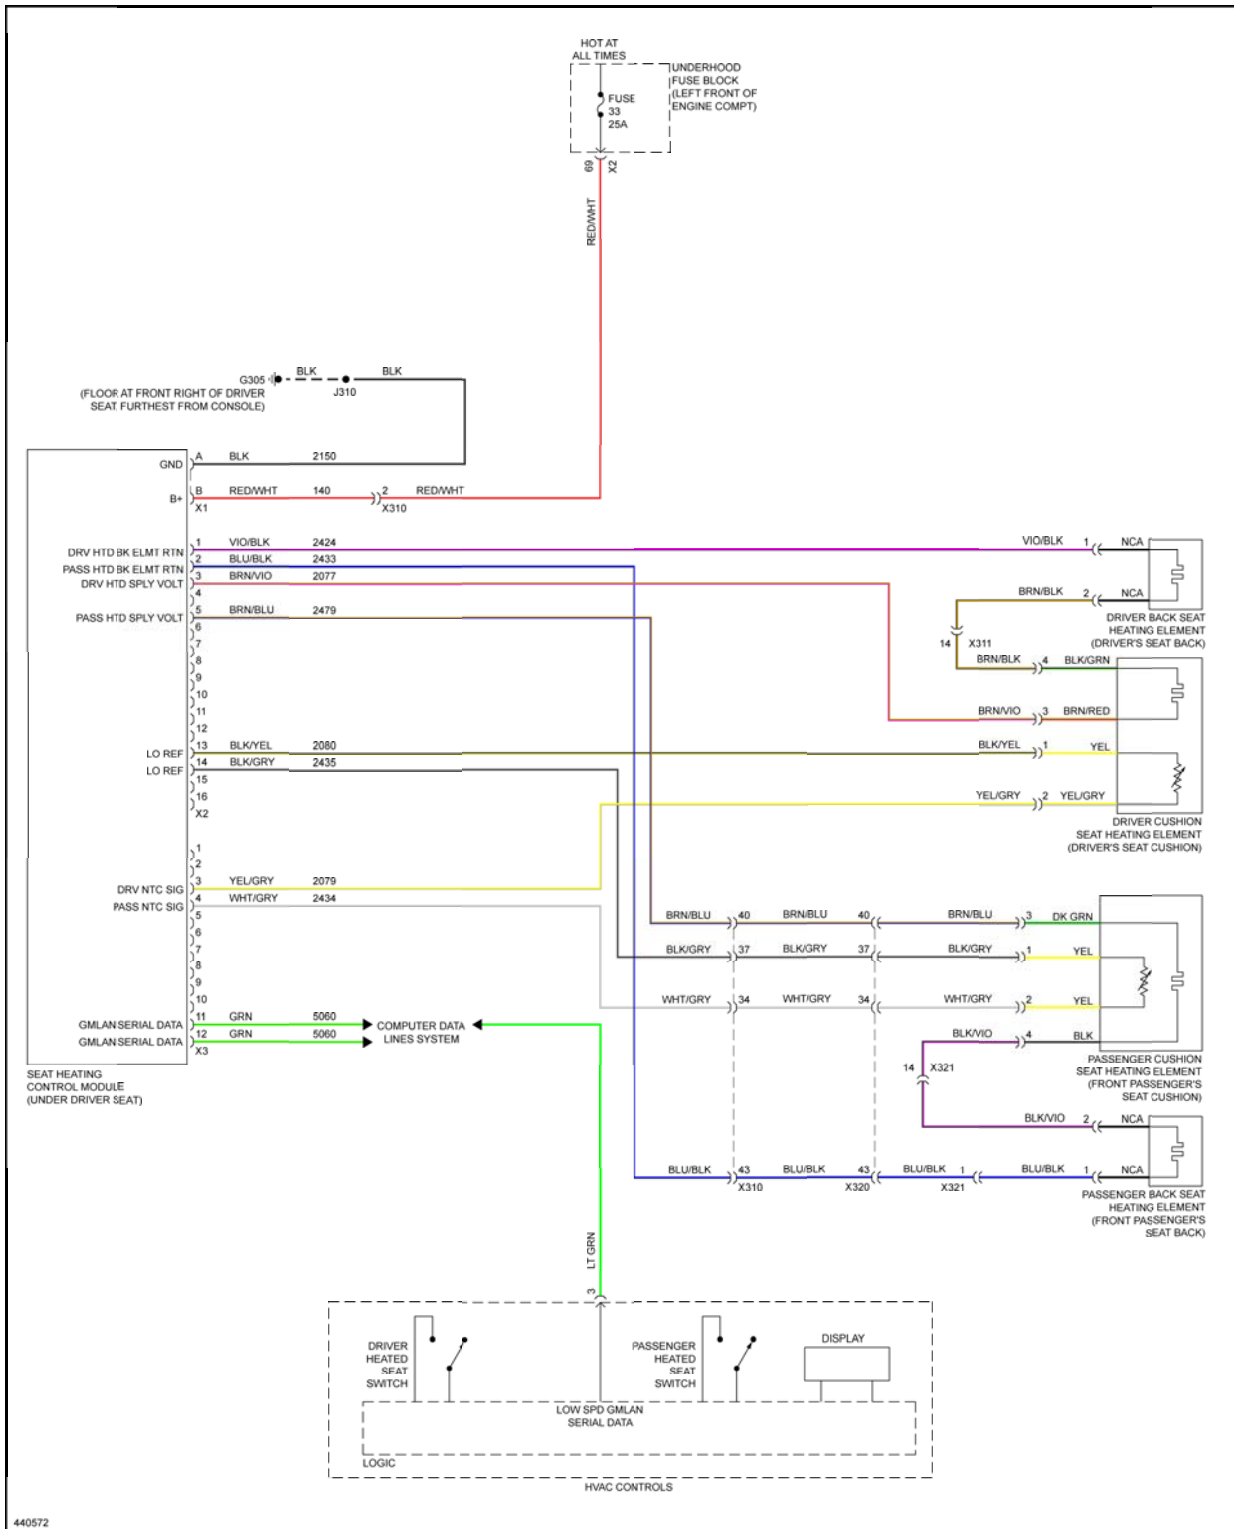 HOT AT
ALL TIMES
UNDERHOOD
FUSE BLOCK
(LEFT FRONT OF
ENGINE COMPT)
FUSE
33
25A
69
X2
RED/WHT
G305
BLK
BLK
J310
(FLOOR AT FRONT RIGHT OF DRIVER
SEAT FURTHEST FROM CONSOLE)
GND
A
BLK
2150
B+
B
RED/WHT
140
2
RED/WHT
X1
X310
DRV HTD BK ELMT RTN
1
VIO/BLK
2424
PASS HTD BK ELMT RTN
2
BLU/BLK
2433
DRV HTD SPLY VOLT
3
BRN/VIO
2077
4
PASS HTD SPLY VOLT
5
BRN/BLU
2479
6
7
8
9
10
11
12
LO REF
13
BLK/YEL
2080
LO REF
14
BLK/GRY
2435
15
16
X2
1
2
DRV NTC SIG
3
YEL/GRY
2079
PASS NTC SIG
4
WHT/GRY
2434
5
6
7
8
9
10
GMLAN SERIAL DATA
11
GRN
5060
GMLAN SERIAL DATA
12
GRN
5060
X3
COMPUTER DATA
LINES SYSTEM
SEAT HEATING
CONTROL MODULE
(UNDER DRIVER SEAT)
VIO/BLK
1
NCA
BRN/BLK
2
NCA
DRIVER BACK SEAT
HEATING ELEMENT
(DRIVER'S SEAT BACK)
14
X311
BRN/BLK
4
BLK/GRN
BRN/VIO
3
BRN/RED
BLK/YEL
1
YEL
YEL/GRY
2
YEL/GRY
DRIVER CUSHION
SEAT HEATING ELEMENT
(DRIVER'S SEAT CUSHION)
BRN/BLU
40
BRN/BLU
40
BRN/BLU
3
DK GRN
BLK/GRY
37
BLK/GRY
37
BLK/GRY
1
YEL
WHT/GRY
34
WHT/GRY
34
WHT/GRY
2
YEL
BLK/VIO
4
BLK
14
X321
PASSENGER CUSHION
SEAT HEATING ELEMENT
(FRONT PASSENGER'S
SEAT CUSHION)
BLK/VIO
2
NCA
BLU/BLK
43
BLU/BLK
43
BLU/BLK
1
BLU/BLK
1
NCA
X310
X320
X321
PASSENGER BACK SEAT
HEATING ELEMENT
(FRONT PASSENGER'S
SEAT BACK)
LT GRN
3
DRIVER
HEATED
SEAT
SWITCH
PASSENGER
HEATED
SEAT
SWITCH
DISPLAY
LOW SPD GMLAN
SERIAL DATA
LOGIC
HVAC CONTROLS
440572